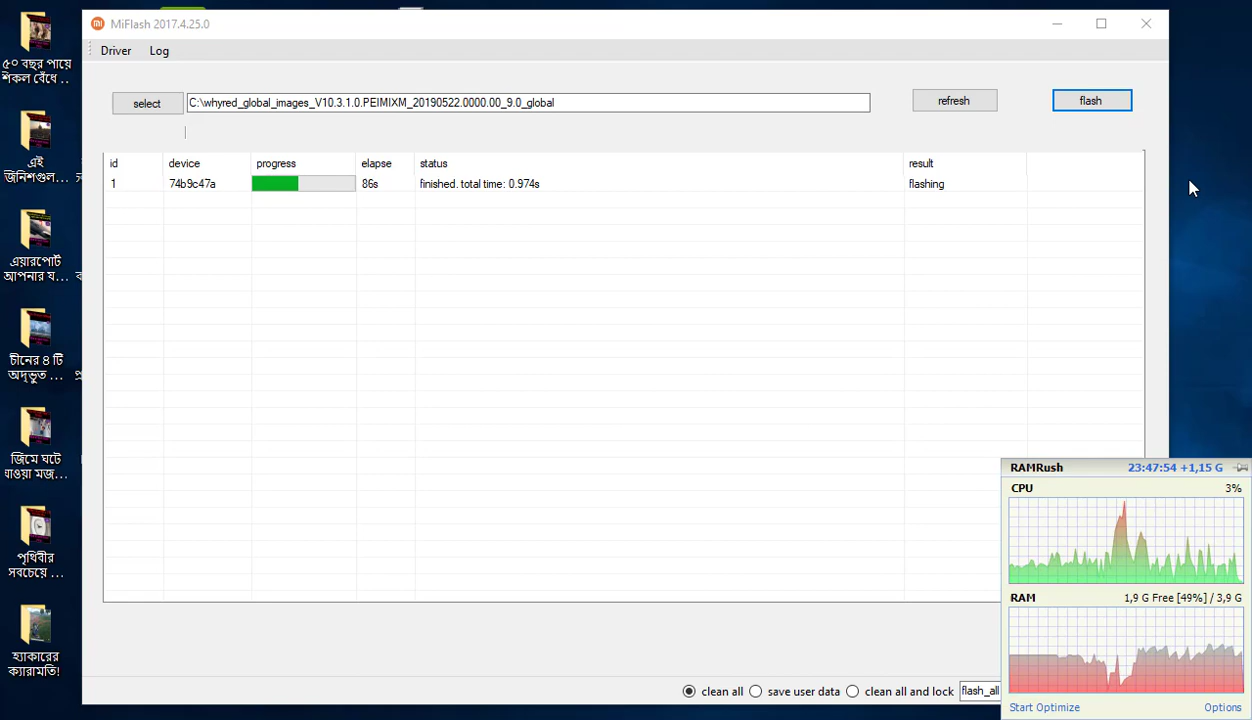 MiFlash 2017.4.25.0
Driver Log
select C:\whyred_global_images_V10.3.1.0.PEIMIXM_20190522.0000.00_9.0_global refresh flash
id device progress elapse status result
1 74b9c47a 86s finished. total time: 0.974s flashing
৫০ বছর পায়ে
শিকল বেঁধে ..
এই
জিনিশগুল...
এয়ারপোর্ট
আপনার য...
চীনের ৪ টি
অদ্ভুত ...
জিমে ঘটে
যাওয়া মজ...
পৃথিবীর
সবচেয়ে ...
হ্যাকারের
ক্যারামতি!
RAMRush 23:47:54 +1,15 G
CPU 3%
RAM 1,9 G Free [49%] / 3,9 G
Start Optimize Options
clean all save user data clean all and lock flash_all